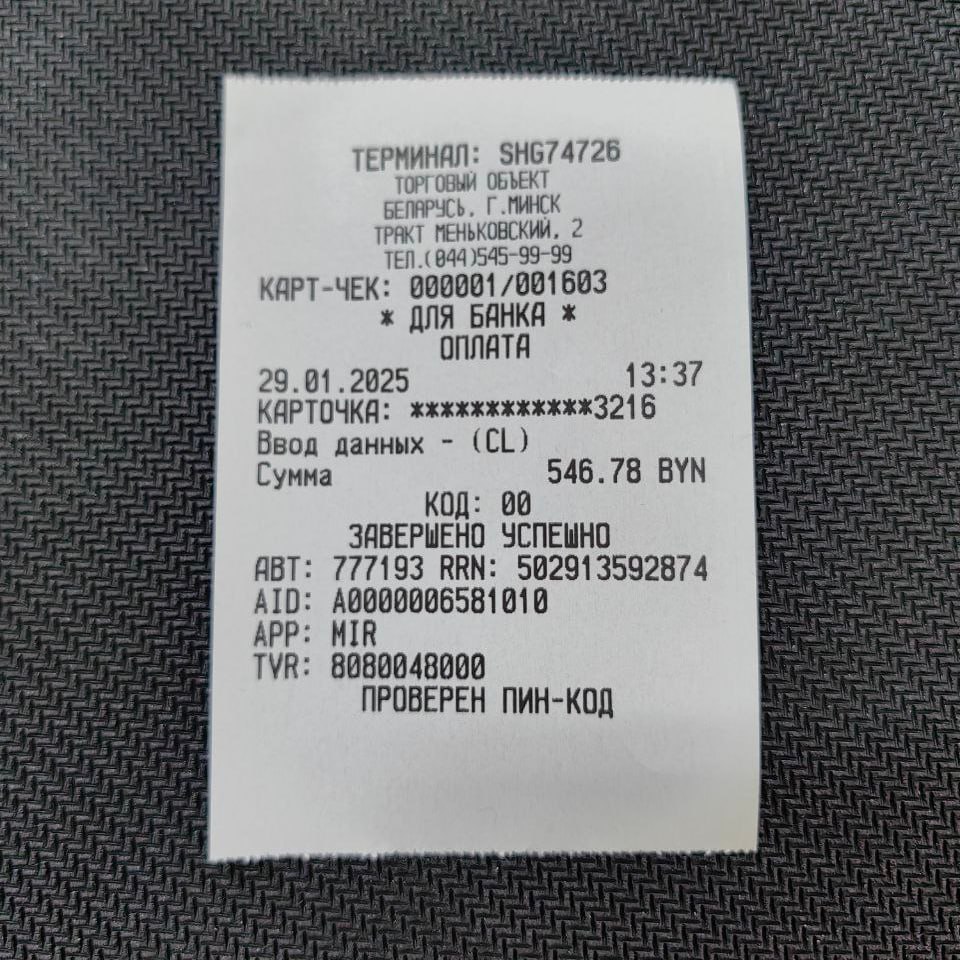 ТЕРМИНАЛ: SHG74726
ТОРГОВЫЙ ОБЪЕКТ
БЕЛАРУСЬ, Г.МИНСК
ТРАКТ МЕНЬКОВСКИЙ, 2
ТЕЛ.(044)545-99-99
КАРТ-ЧЕК: 000001/001603
* ДЛЯ БАНКА *
ОПЛАТА
29.01.2025 13:37
КАРТОЧКА: ************3216
Ввод данных - (CL)
Сумма 546.78 BYN
КОД: 00
ЗАВЕРШЕНО УСПЕШНО
АВТ: 777193 RRN: 502913592874
AID: A0000006581010
APP: MIR
TVR: 8080048000
ПРОВЕРЕН ПИН-КОД